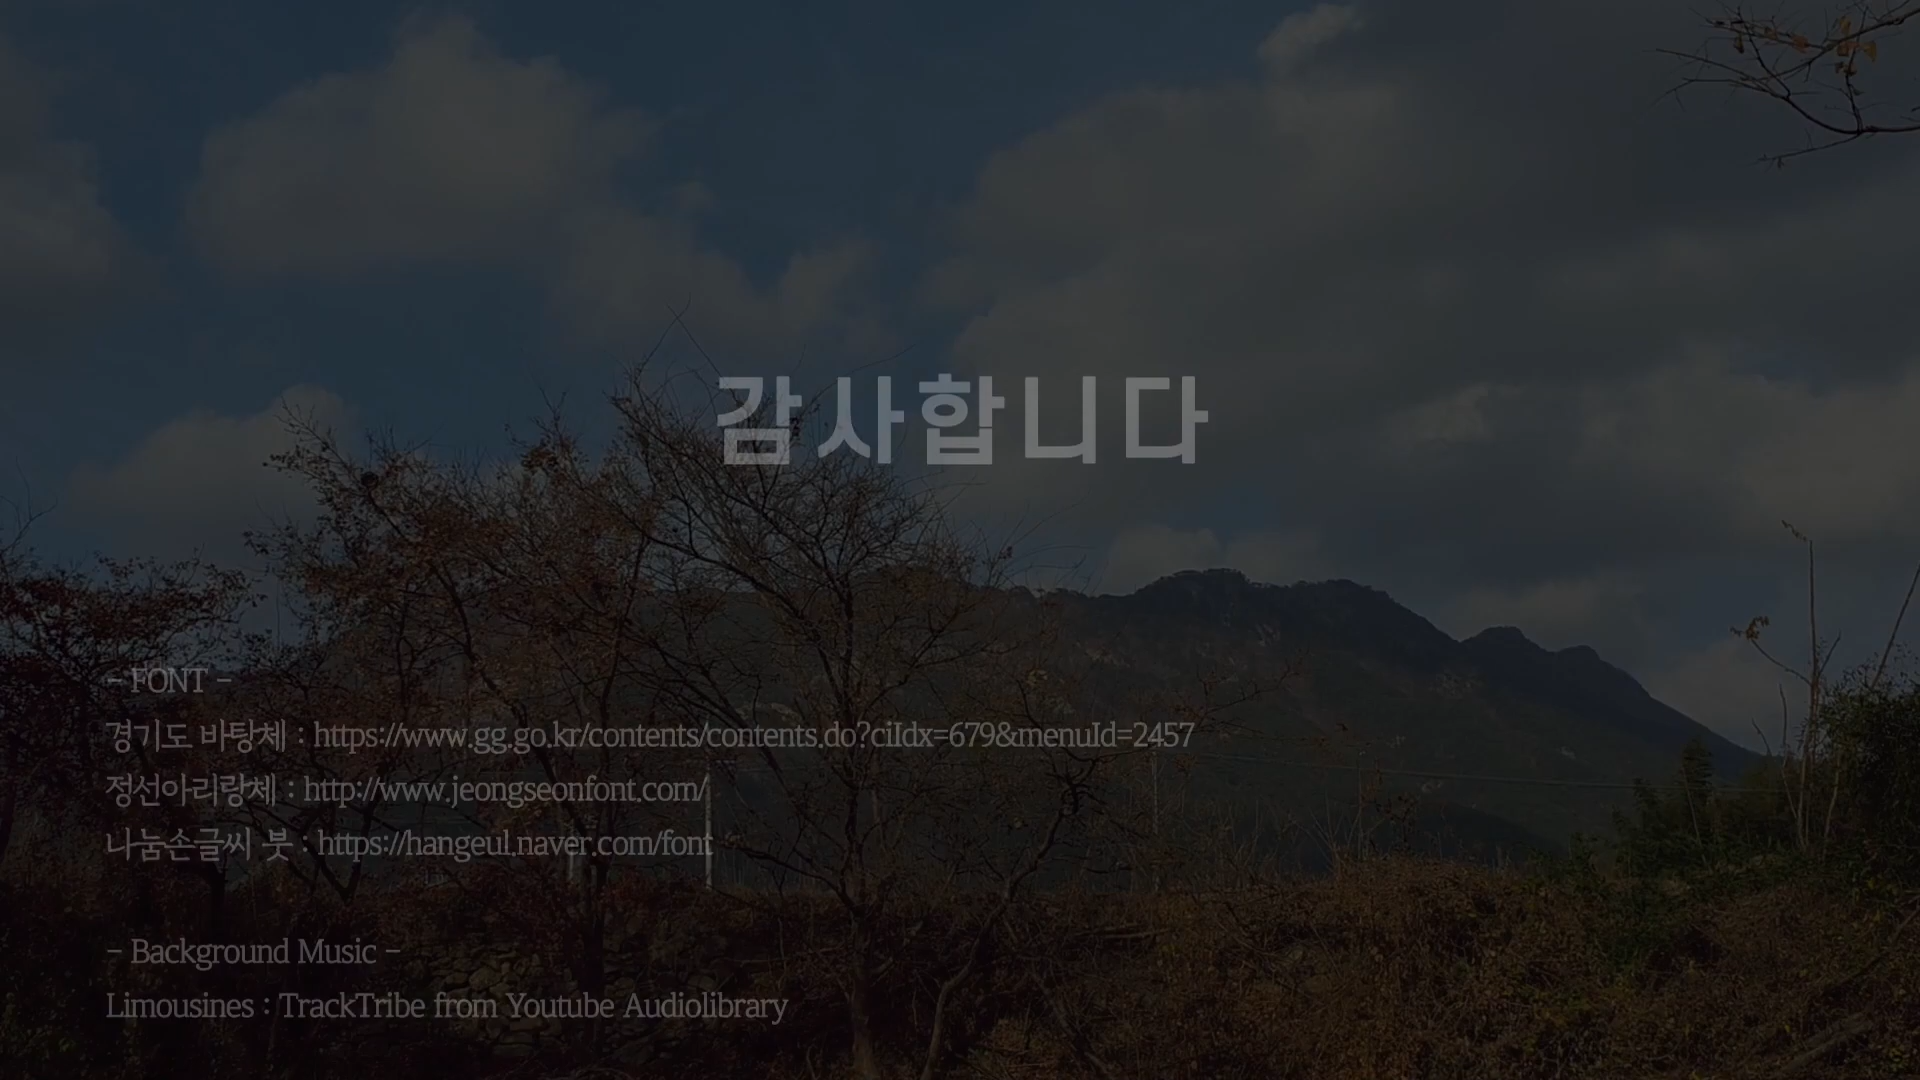 감사합니다
- FONT -
경기도 바탕체 : https://www.gg.go.kr/contents/contents.do?ciIdx=679&menuId=2457
정선아리랑체 : http://www.jeongseonfont.com/
나눔손글씨 붓 : https://hangeul.naver.com/font
- Background Music -
Limousines : TrackTribe from Youtube Audiolibrary